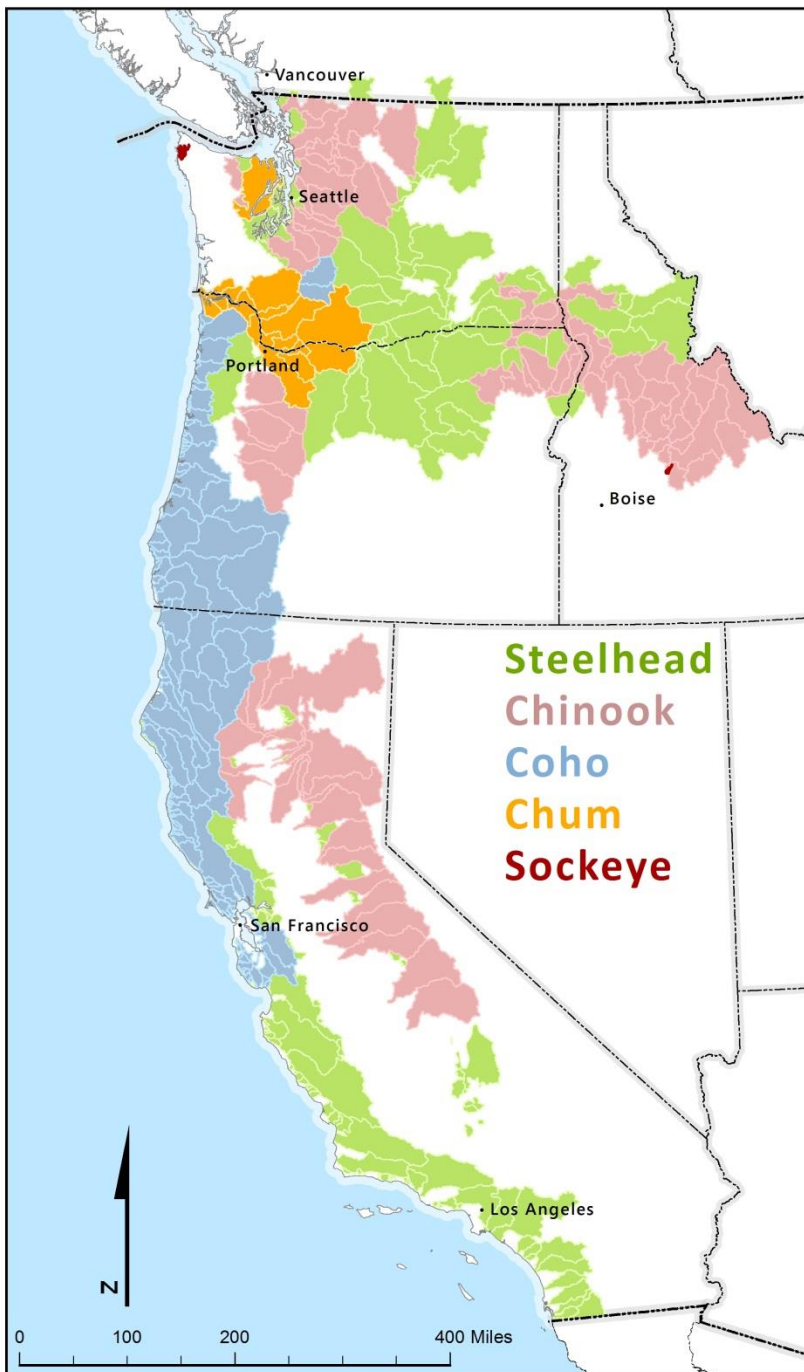 Vancouver
Seattle
Portland
Boise
Steelhead
Chinook
Coho
Chum
Sockeye
San Francisco
Los Angeles
N
0 100 200 400 Miles